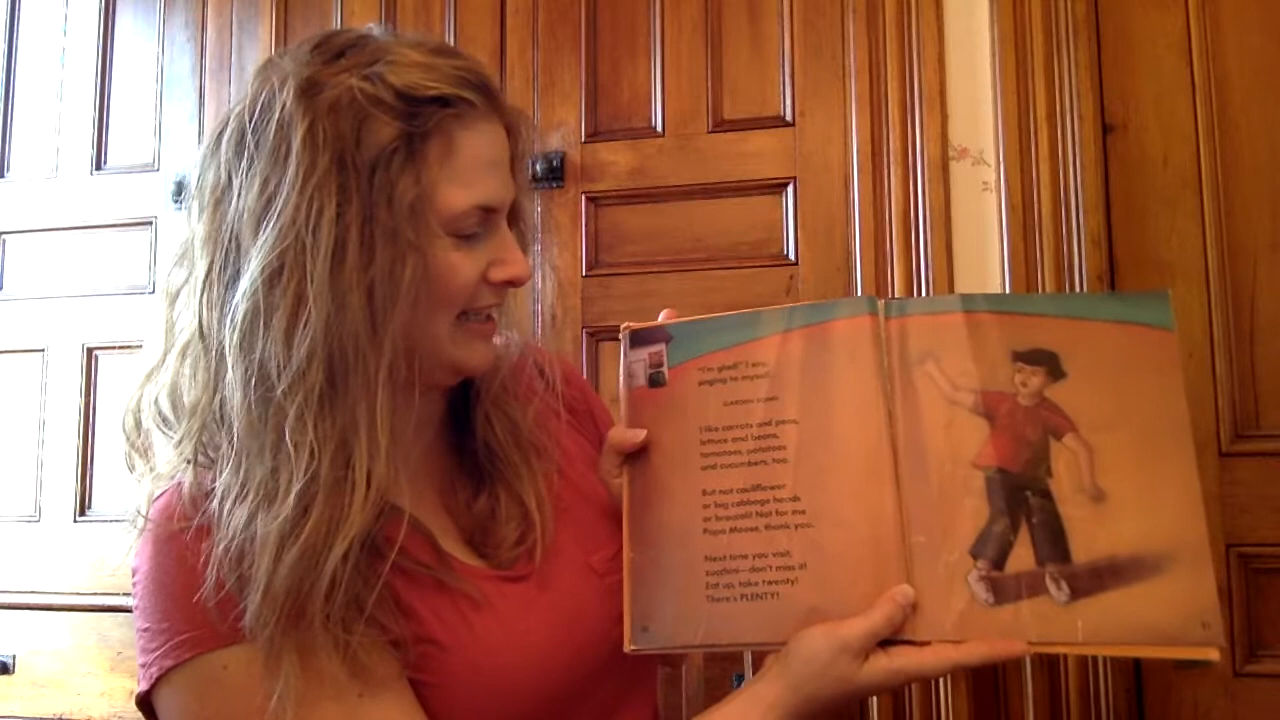 "I'm glad!" I say,
singing to myself.
GARDEN SONG
I like carrots and peas,
lettuce and beans,
tomatoes, potatoes
and cucumbers, too.
But not cauliflower
or big cabbage heads
or broccoli! Not for me
Papa Moose, thank you.
Next time you visit,
zucchini—don't miss it!
Eat up, take twenty!
There's PLENTY!